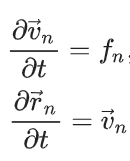 ∂v⃗ₙ/∂t = fₙ,
∂r⃗ₙ/∂t = v⃗ₙ